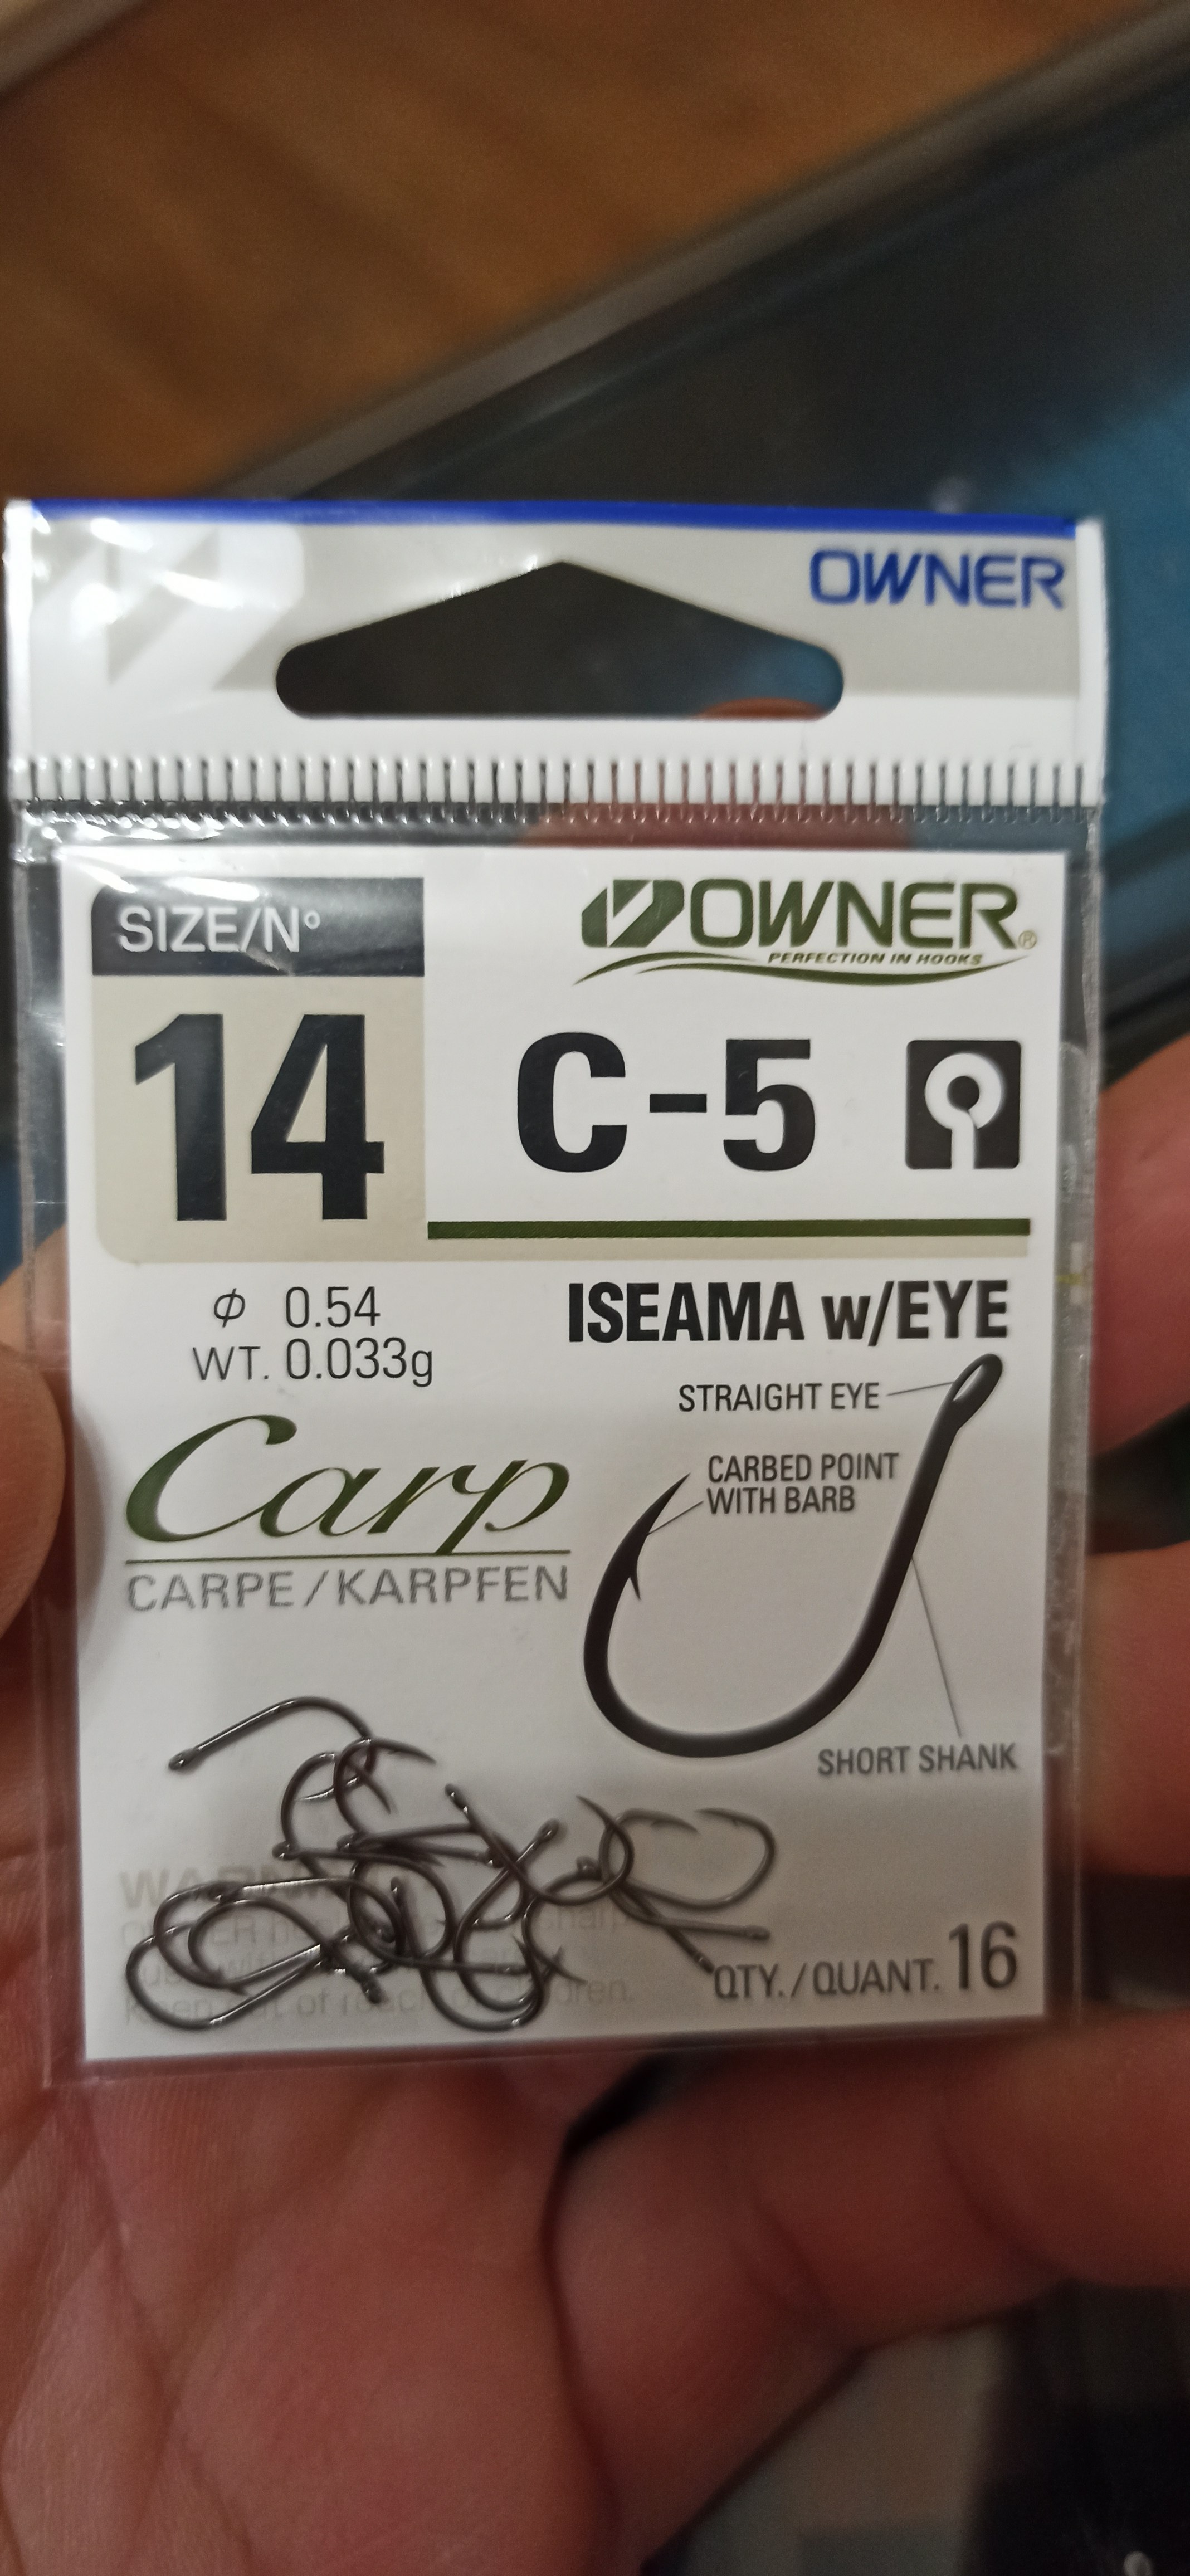 OWNER
SIZE/N°
14
OWNER®
PERFECTION IN HOOKS
C-5
Φ 0.54
WT. 0.033g
ISEAMA w/EYE
STRAIGHT EYE
CARBED POINT
WITH BARB
Carp
CARPE/KARPFEN
SHORT SHANK
QTY./QUANT. 16